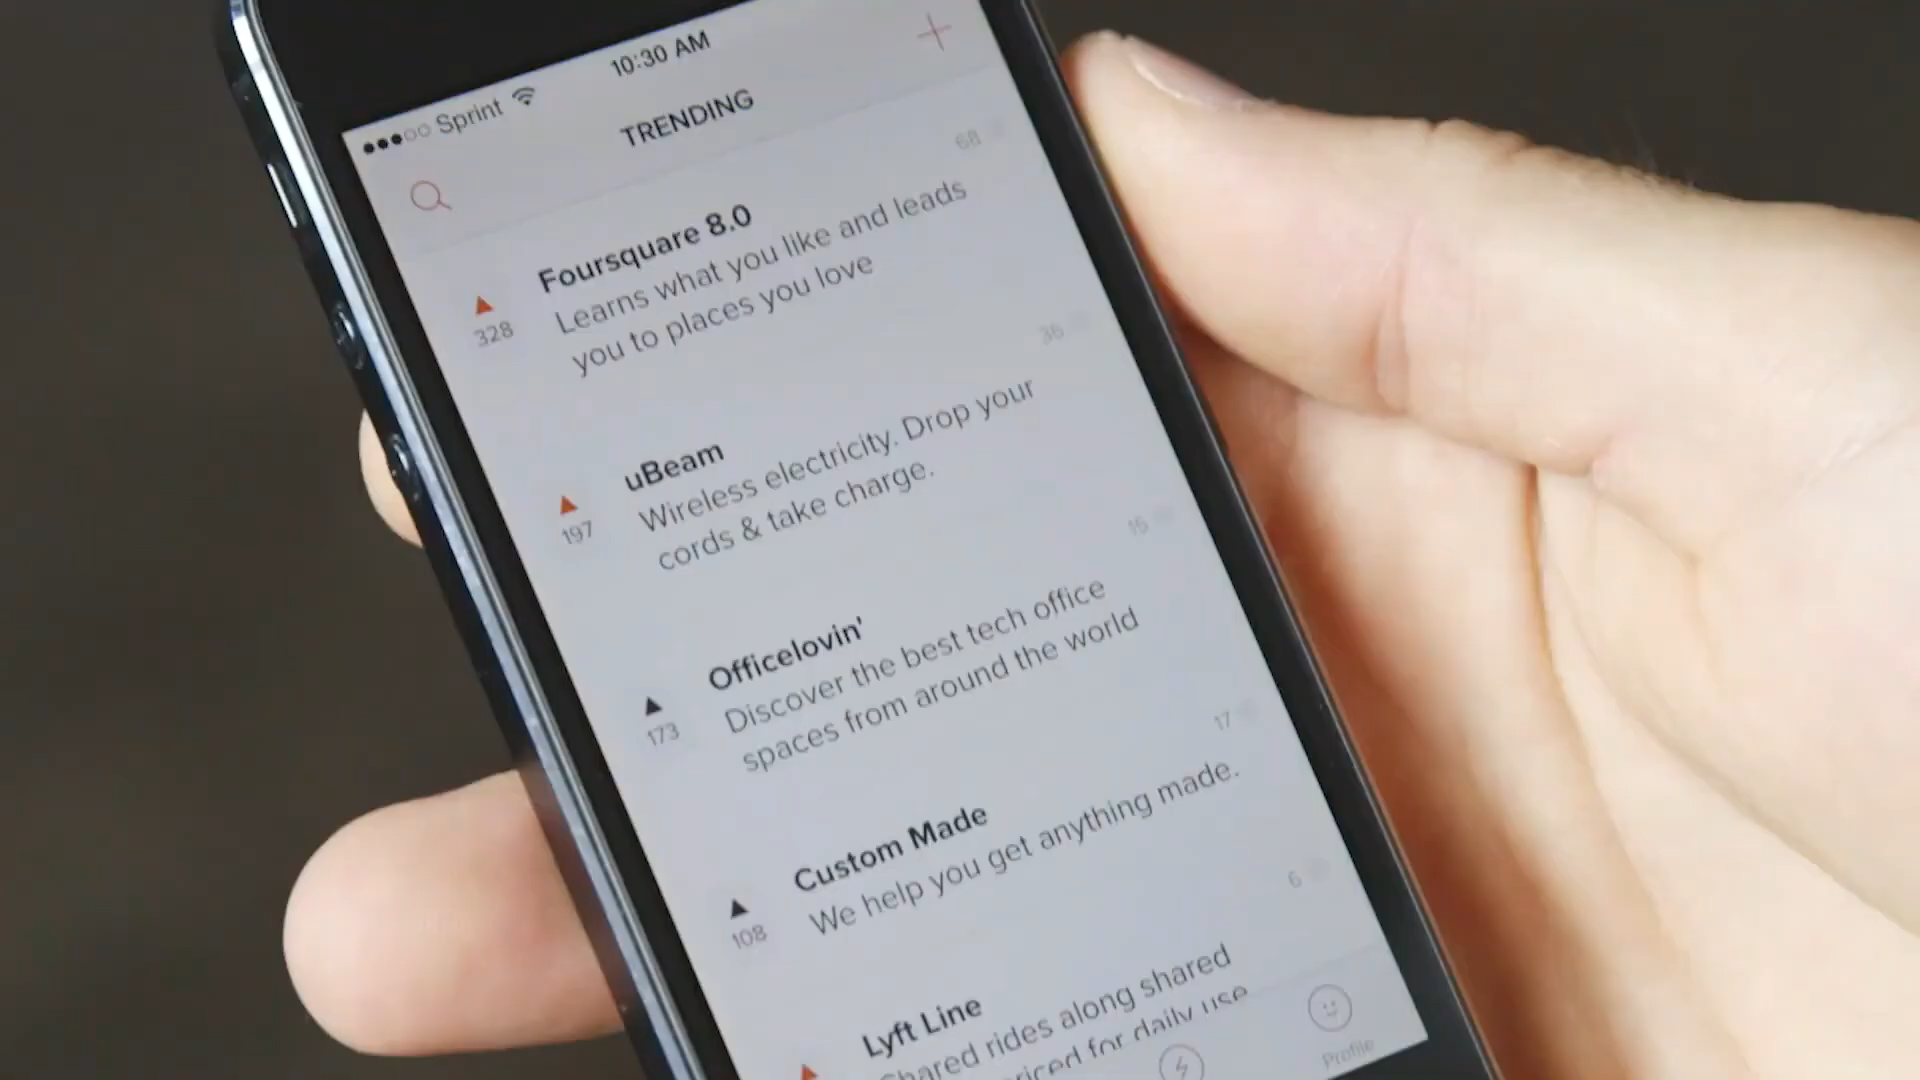 ●●●○○ Sprint 10:30 AM
TRENDING
68
Foursquare 8.0
Learns what you like and leads
you to places you love
328
36
uBeam
Wireless electricity. Drop your
cords & take charge.
197
15
Officelovin'
Discover the best tech office
spaces from around the world
173
17
Custom Made
We help you get anything made.
108
6
Lyft Line
Shared rides along shared
for daily use
Profile